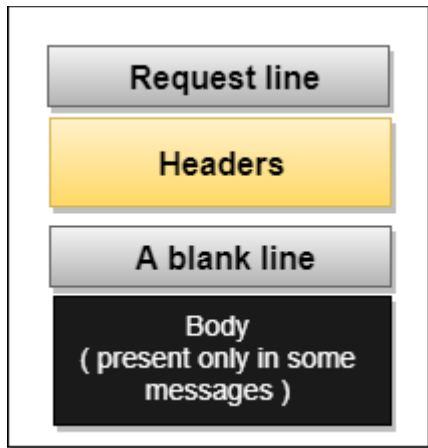 Request line
Headers
A blank line
Body
( present only in some
messages )